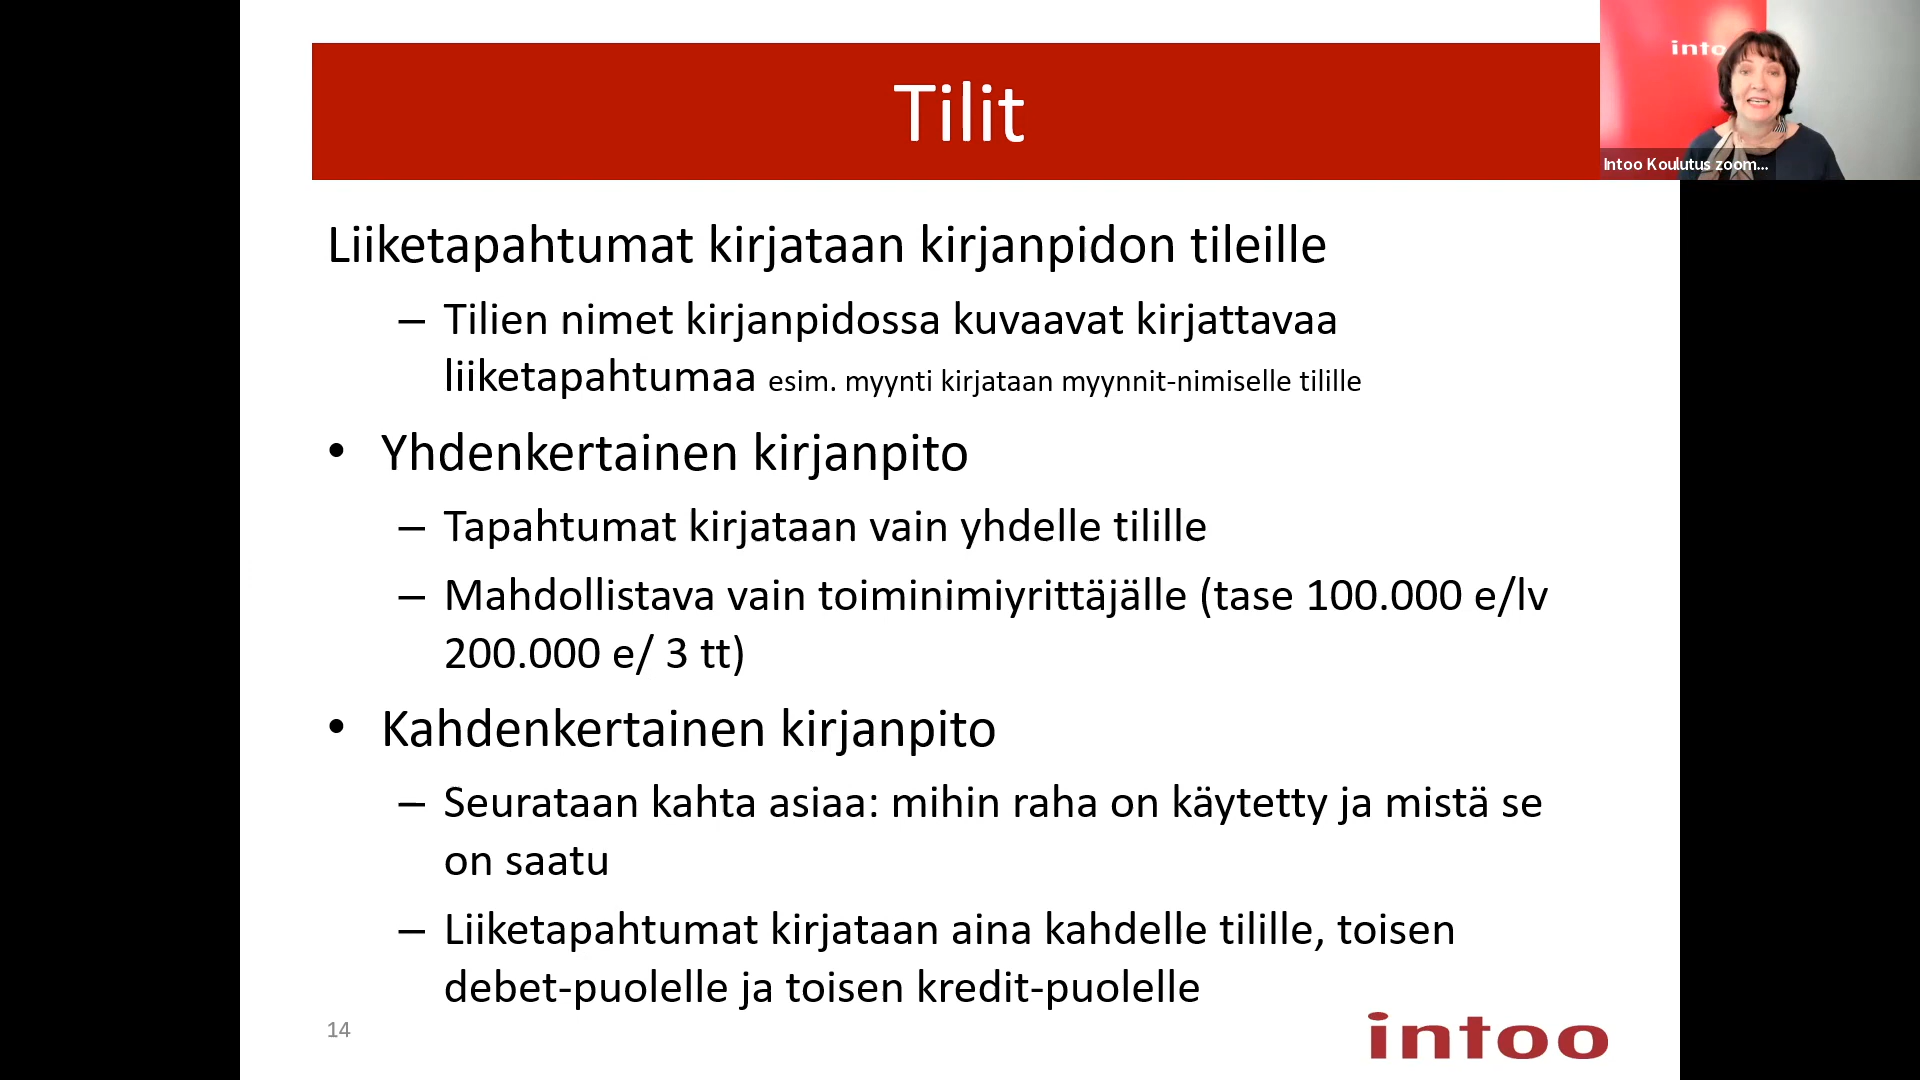 Tilit
into
Intoo Koulutus zoom...
Liiketapahtumat kirjataan kirjanpidon tileille
– Tilien nimet kirjanpidossa kuvaavat kirjattavaa
liiketapahtumaa esim. myynti kirjataan myynnit-nimiselle tilille
• Yhdenkertainen kirjanpito
– Tapahtumat kirjataan vain yhdelle tilille
– Mahdollistava vain toiminimiyrittäjälle (tase 100.000 e/lv
200.000 e/ 3 tt)
• Kahdenkertainen kirjanpito
– Seurataan kahta asiaa: mihin raha on käytetty ja mistä se
on saatu
– Liiketapahtumat kirjataan aina kahdelle tilille, toisen
debet-puolelle ja toisen kredit-puolelle
14
intoo